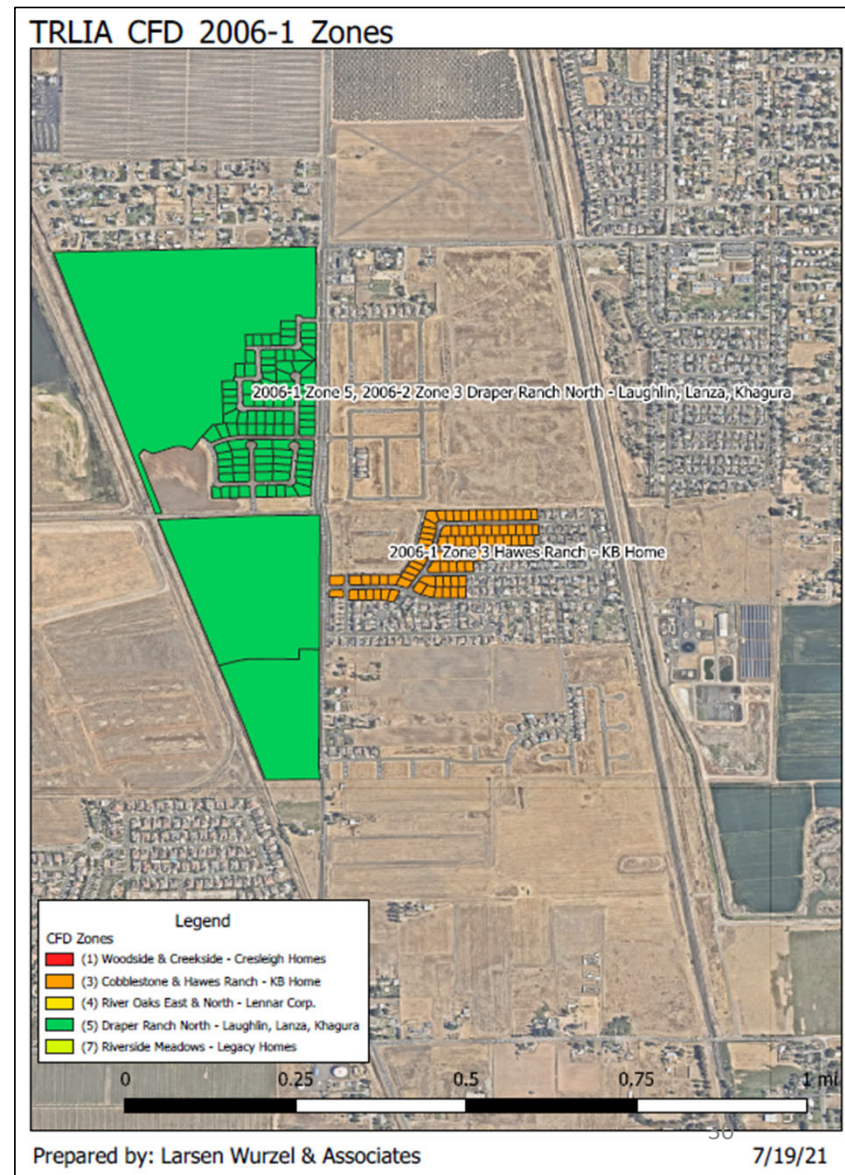 TRLIA CFD 2006-1 Zones
2006-1 Zone 5, 2006-2 Zone 3 Draper Ranch North - Laughlin, Lanza, Khagura
2006-1 Zone 3 Hawes Ranch - KB Home
Legend
CFD Zones
(1) Woodside & Creekside - Cresleigh Homes
(3) Cobblestone & Hawes Ranch - KB Home
(4) River Oaks East & North - Lennar Corp.
(5) Draper Ranch North - Laughlin, Lanza, Khagura
(7) Riverside Meadows - Legacy Homes
0 0.25 0.5 0.75 1 mi
Prepared by: Larsen Wurzel & Associates 7/19/21